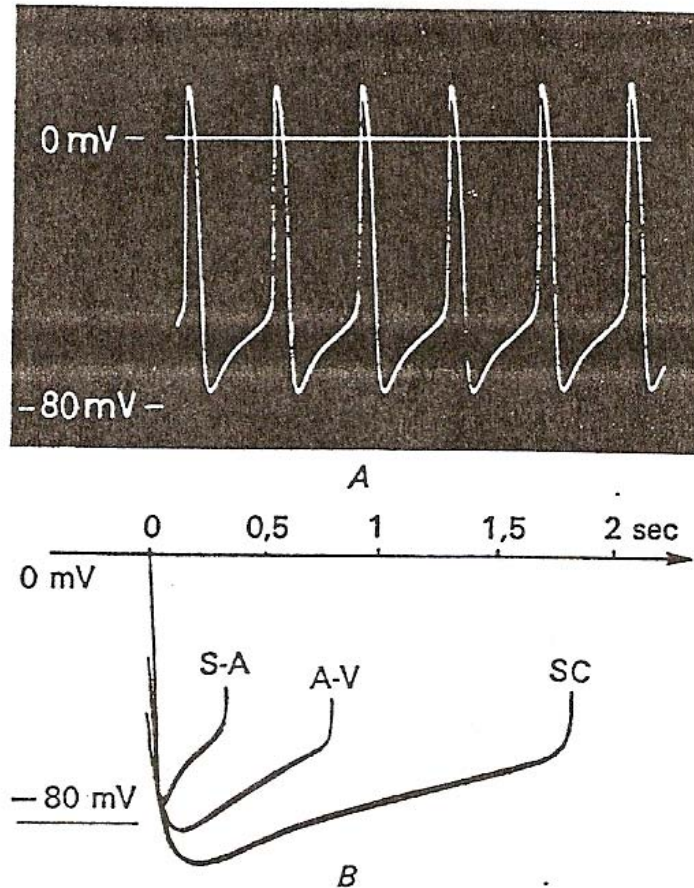 0 mV –
– 80 mV –
A
0 0,5 1 1,5 2 sec
0 mV
S-A A-V SC
– 80 mV
B